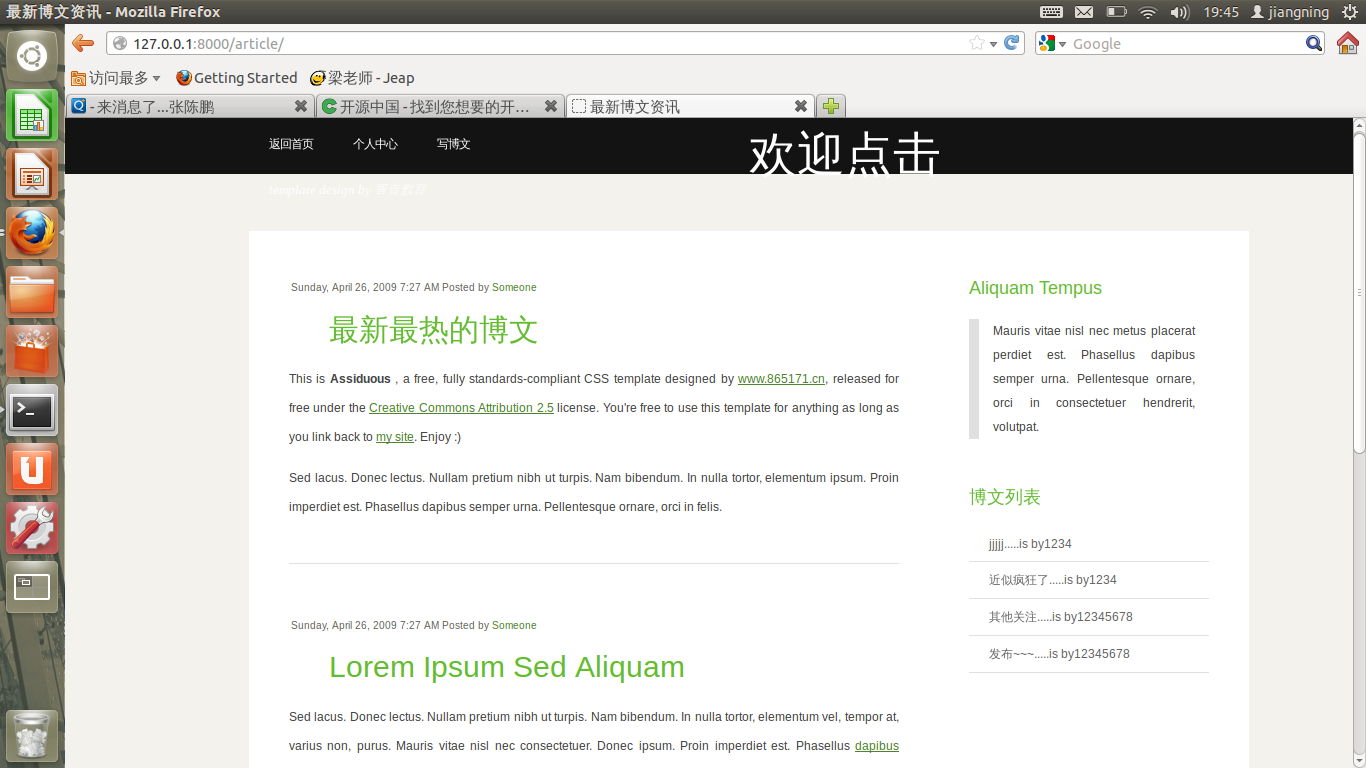 最新博文资讯 - Mozilla Firefox
19:45 jiangning
127.0.0.1:8000/article/
Google
访问最多 Getting Started 梁老师 - Jeap
- 来消息了...张陈鹏
开源中国 - 找到您想要的开…
最新博文资讯
返回首页 个人中心 写博文
欢迎点击
template design by
Sunday, April 26, 2009 7:27 AM Posted by Someone
最新最热的博文
This is Assiduous , a free, fully standards-compliant CSS template designed by www.865171.cn, released for
free under the Creative Commons Attribution 2.5 license. You're free to use this template for anything as long as
you link back to my site. Enjoy :)
Sed lacus. Donec lectus. Nullam pretium nibh ut turpis. Nam bibendum. In nulla tortor, elementum ipsum. Proin
imperdiet est. Phasellus dapibus semper urna. Pellentesque ornare, orci in felis.
Sunday, April 26, 2009 7:27 AM Posted by Someone
Lorem Ipsum Sed Aliquam
Sed lacus. Donec lectus. Nullam pretium nibh ut turpis. Nam bibendum. In nulla tortor, elementum vel, tempor at,
varius non, purus. Mauris vitae nisl nec consectetuer. Donec ipsum. Proin imperdiet est. Phasellus dapibus
Aliquam Tempus
Mauris vitae nisl nec metus placerat
perdiet est. Phasellus dapibus
semper urna. Pellentesque ornare,
orci in consectetuer hendrerit,
volutpat.
博文列表
jjjjj.....is by1234
近似疯狂了.....is by1234
其他关注.....is by12345678
发布~~~.....is by12345678